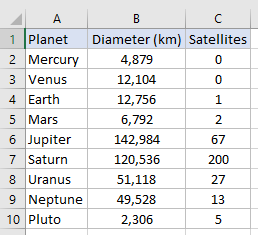 A B C
1 Planet Diameter (km) Satellites
2 Mercury 4,879 0
3 Venus 12,104 0
4 Earth 12,756 1
5 Mars 6,792 2
6 Jupiter 142,984 67
7 Saturn 120,536 200
8 Uranus 51,118 27
9 Neptune 49,528 13
10 Pluto 2,306 5